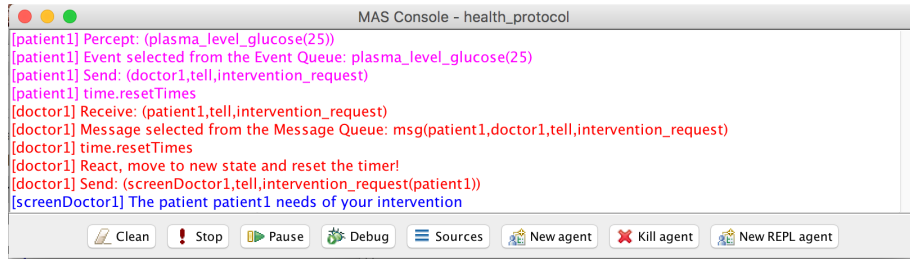 MAS Console - health_protocol
[patient1] Percept: (plasma_level_glucose(25))
[patient1] Event selected from the Event Queue: plasma_level_glucose(25)
[patient1] Send: (doctor1,tell,intervention_request)
[patient1] time.resetTimes
[doctor1] Receive: (patient1,tell,intervention_request)
[doctor1] Message selected from the Message Queue: msg(patient1,doctor1,tell,intervention_request)
[doctor1] time.resetTimes
[doctor1] React, move to new state and reset the timer!
[doctor1] Send: (screenDoctor1,tell,intervention_request(patient1))
[screenDoctor1] The patient patient1 needs of your intervention
Clean Stop Pause Debug Sources New agent Kill agent New REPL agent